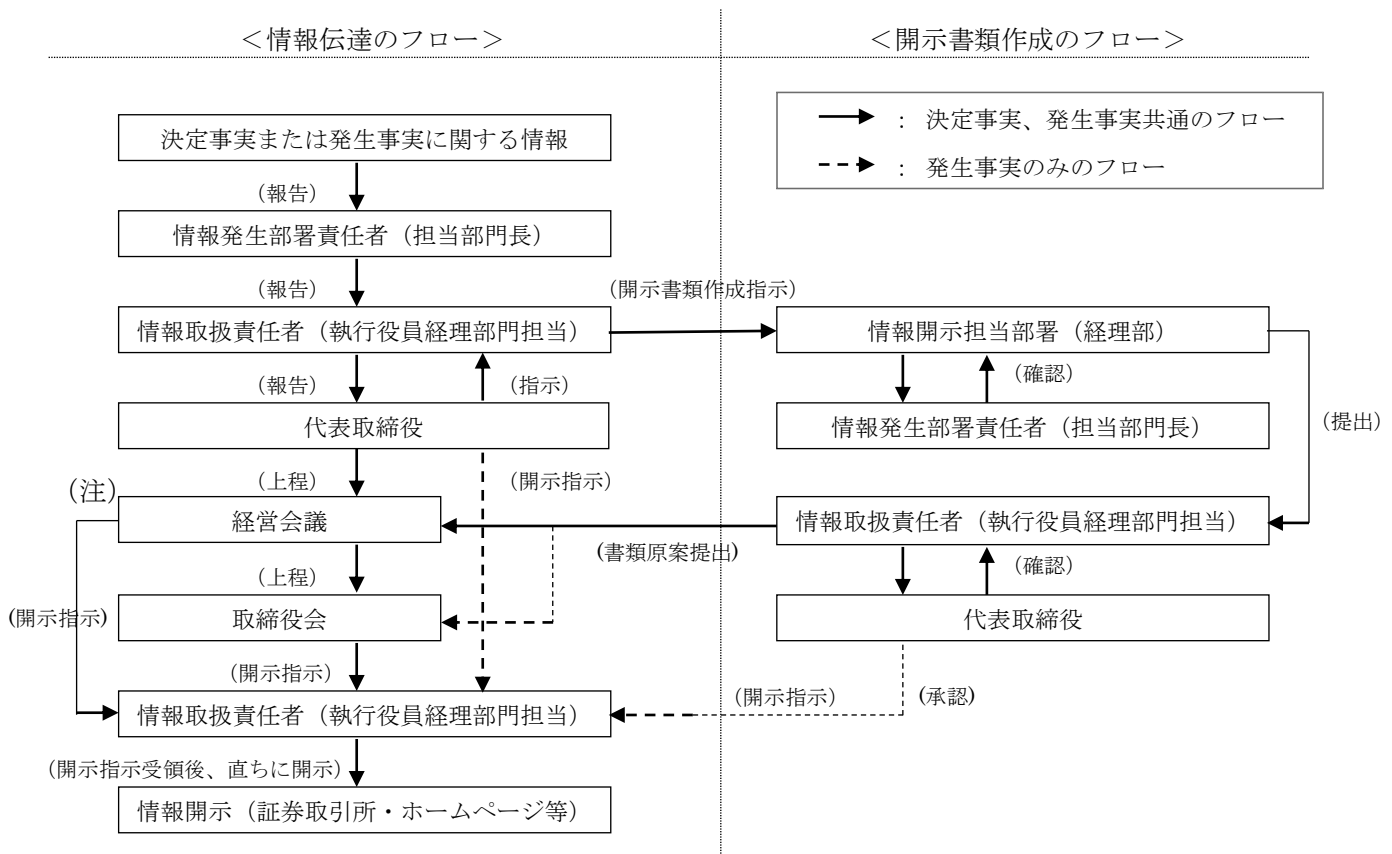 ＜情報伝達のフロー＞
＜開示書類作成のフロー＞
： 決定事実、発生事実共通のフロー
： 発生事実のみのフロー
決定事実または発生事実に関する情報
（報告）
情報発生部署責任者（担当部門長）
（報告）
（開示書類作成指示）
情報取扱責任者（執行役員経理部門担当）
情報開示担当部署（経理部）
（報告）
（指示）
（確認）
代表取締役
情報発生部署責任者（担当部門長）
（提出）
（上程）
（開示指示）
（注）
経営会議
情報取扱責任者（執行役員経理部門担当）
（書類原案提出）
（上程）
（確認）
（開示指示）
取締役会
代表取締役
（開示指示）
（開示指示）
（承認）
情報取扱責任者（執行役員経理部門担当）
（開示指示受領後、直ちに開示）
情報開示（証券取引所・ホームページ等）